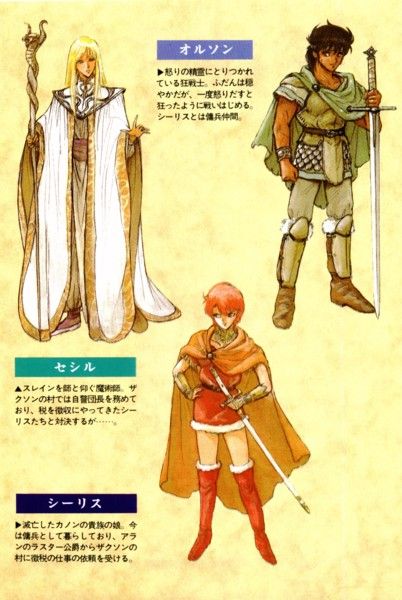 オルソン
▶怒りの精霊にとりつかれ
ている狂戦士。ふだんは穏
やかだが、一度怒りだすと
狂ったように戦いはじめる。
シーリスとは傭兵仲間。
セシル
▲スレインを師と仰ぐ魔術師。ザ
クソンの村では自警団長を務めて
おり、税を徴収にやってきたシー
リスたちと対決するが……。
シーリス
▶滅亡したカノンの貴族の娘。今
は傭兵として暮らしており、アラ
ンのラスター公爵からザクソンの
村に徴税の仕事の依頼を受ける。